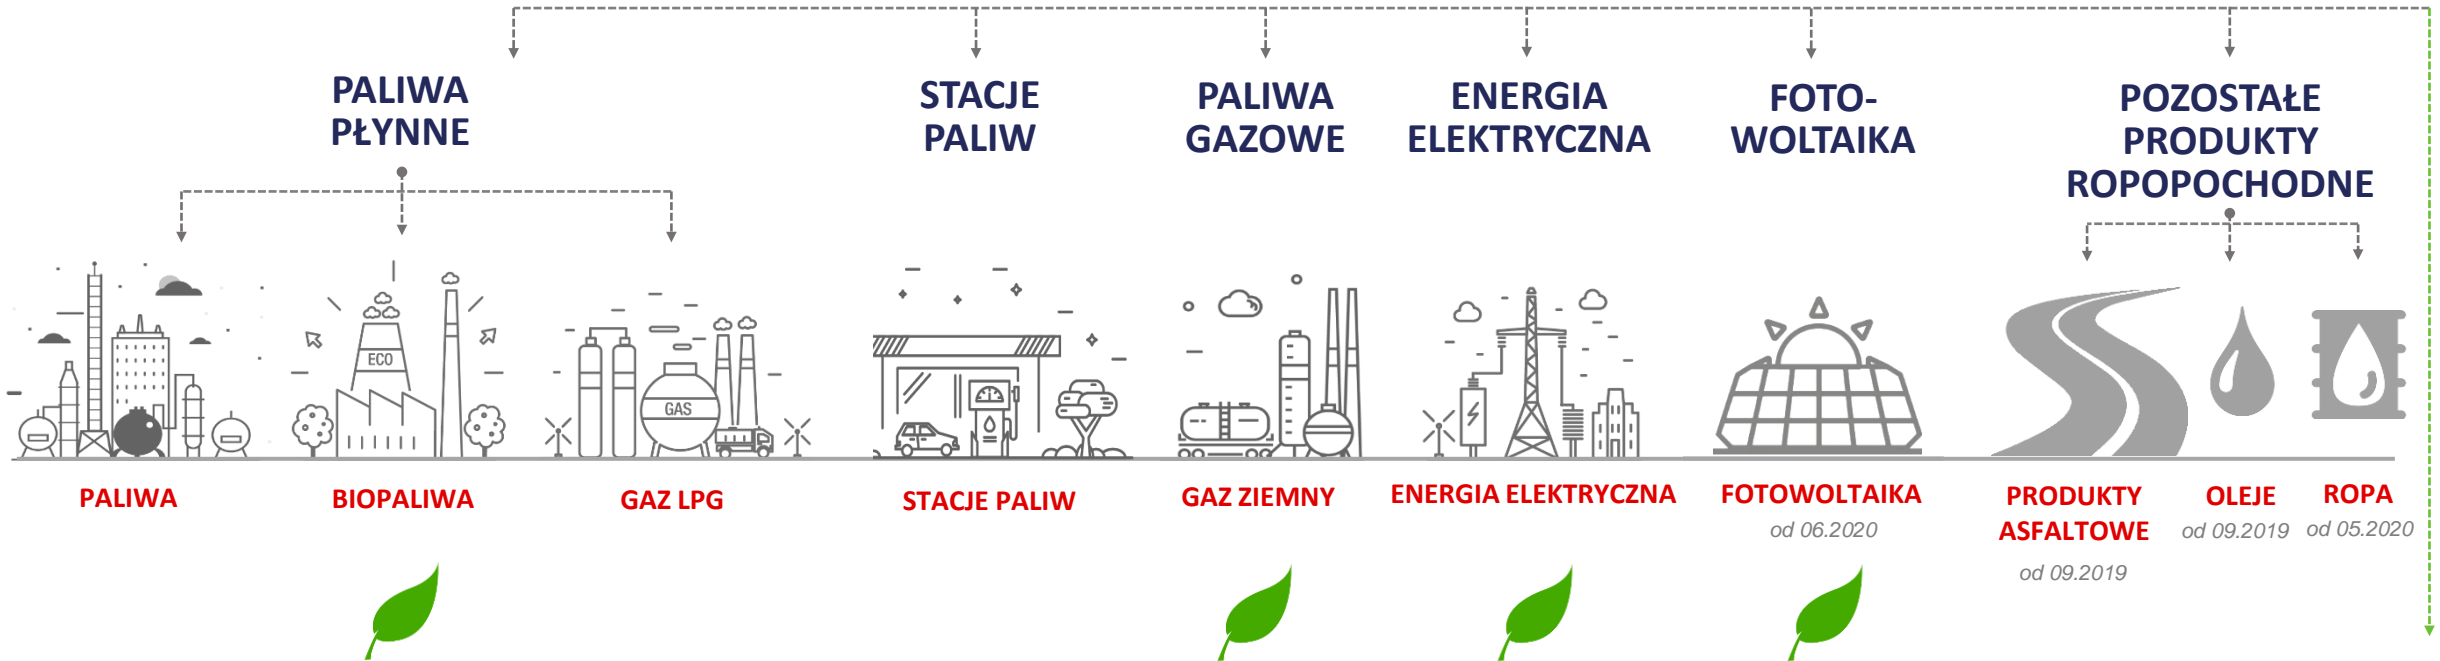 PALIWA
PŁYNNE
STACJE
PALIW
PALIWA
GAZOWE
ENERGIA
ELEKTRYCZNA
FOTO-
WOLTAIKA
POZOSTAŁE
PRODUKTY
ROPOPOCHODNE
ECO
GAS
PALIWA
BIOPALIWA
GAZ LPG
STACJE PALIW
GAZ ZIEMNY
ENERGIA ELEKTRYCZNA
FOTOWOLTAIKA
od 06.2020
PRODUKTY
ASFALTOWE
od 09.2019
OLEJE
od 09.2019
ROPA
od 05.2020